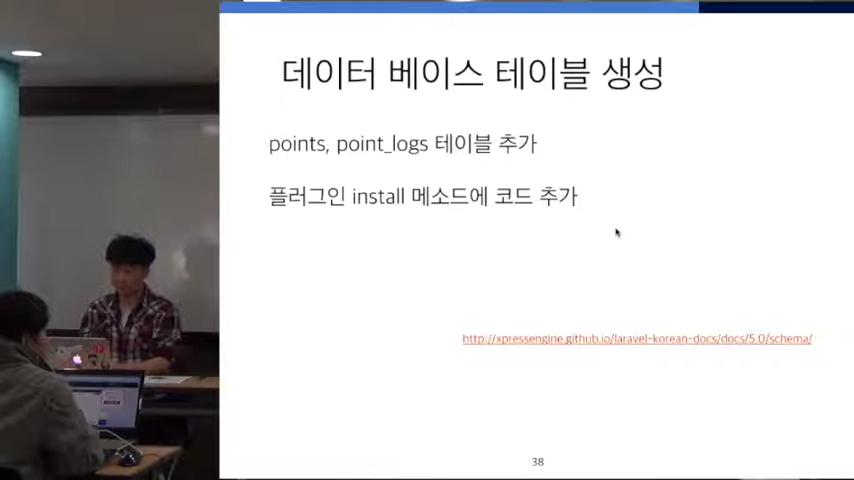 데이터 베이스 테이블 생성
points, point_logs 테이블 추가
플러그인 install 메소드에 코드 추가
http://xpressengine.github.io/laravel-korean-docs/docs/5.0/schema/
38